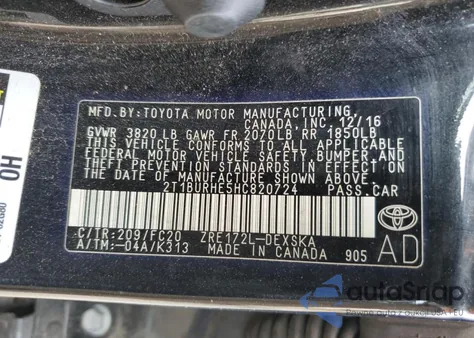 MFD.BY:TOYOTA MOTOR MANUFACTURING
CANADA, INC. 12/16
GVWR 3820 LB GAWR FR 2070LB RR 1850LB
THIS VEHICLE CONFORMS TO ALL APPLICABLE
FEDERAL MOTOR VEHICLE SAFETY, BUMPER, AND
THEFT PREVENTION STANDARDS IN EFFECT ON
THE DATE OF MANUFACTURE SHOWN ABOVE.
2T1BURHE5HC820724 PASS.CAR
C/TR:209/FC20 ZRE172L-DEXSKA
A/TM:-04A/K313 MADE IN CANADA 905
AD
OH
autoSnap